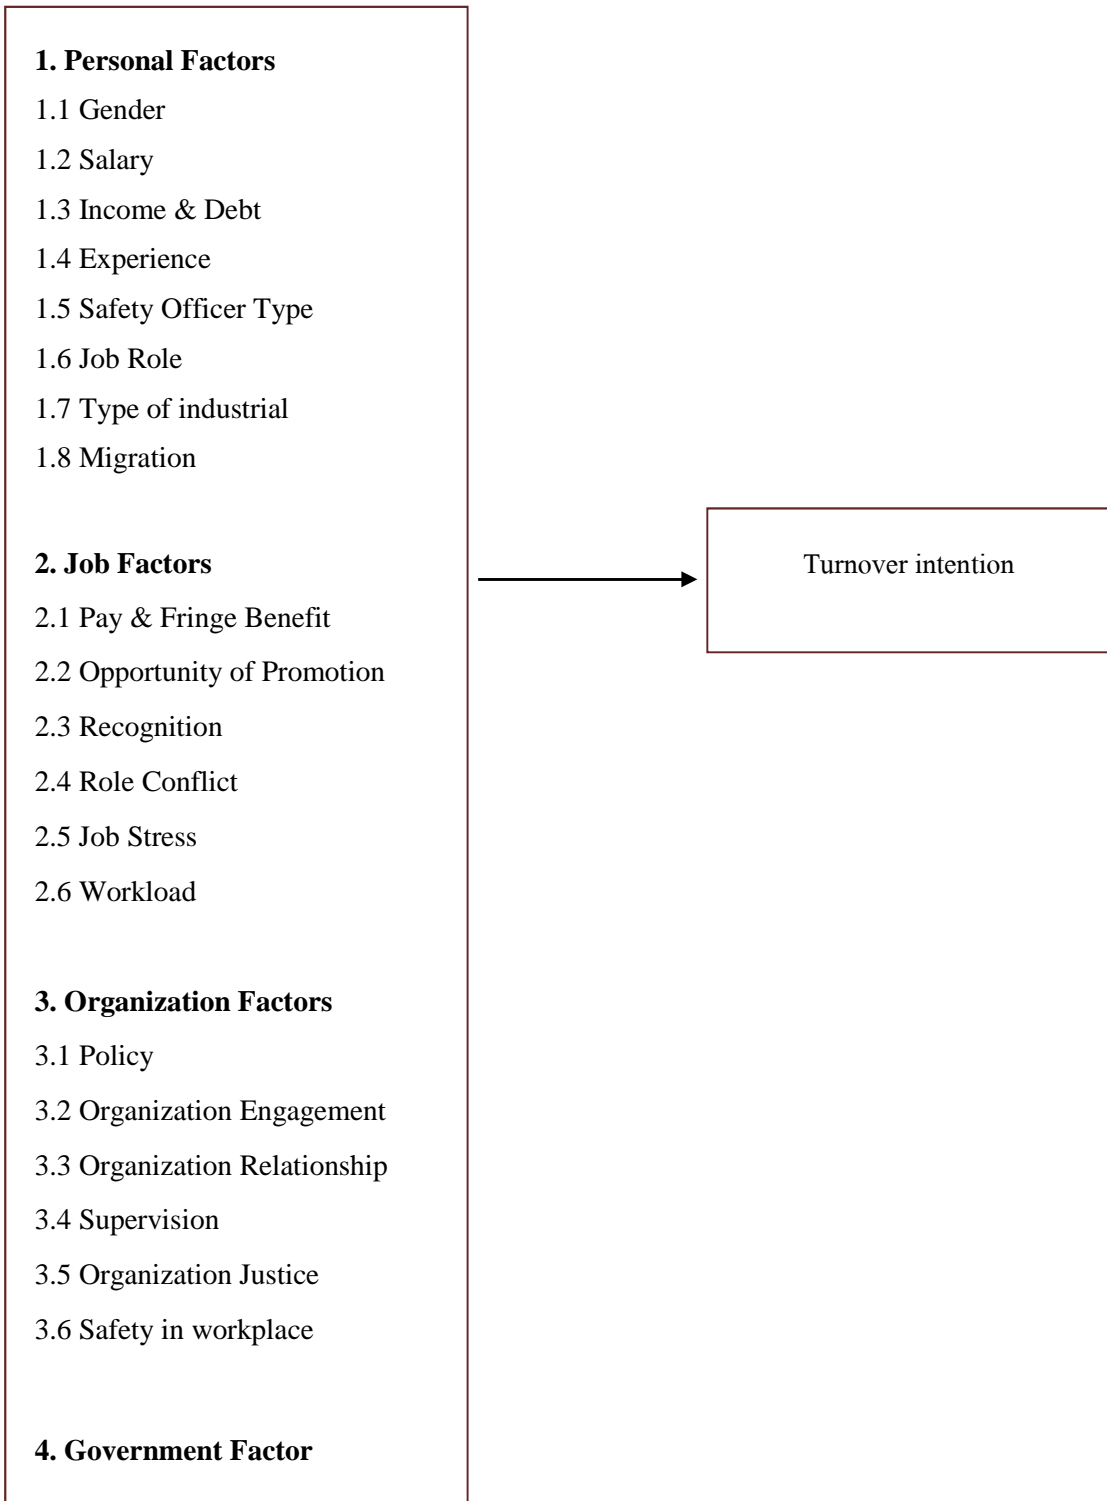 1. Personal Factors
1.1 Gender
1.2 Salary
1.3 Income & Debt
1.4 Experience
1.5 Safety Officer Type
1.6 Job Role
1.7 Type of industrial
1.8 Migration
2. Job Factors
2.1 Pay & Fringe Benefit
2.2 Opportunity of Promotion
2.3 Recognition
2.4 Role Conflict
2.5 Job Stress
2.6 Workload
3. Organization Factors
3.1 Policy
3.2 Organization Engagement
3.3 Organization Relationship
3.4 Supervision
3.5 Organization Justice
3.6 Safety in workplace
4. Government Factor
Turnover intention